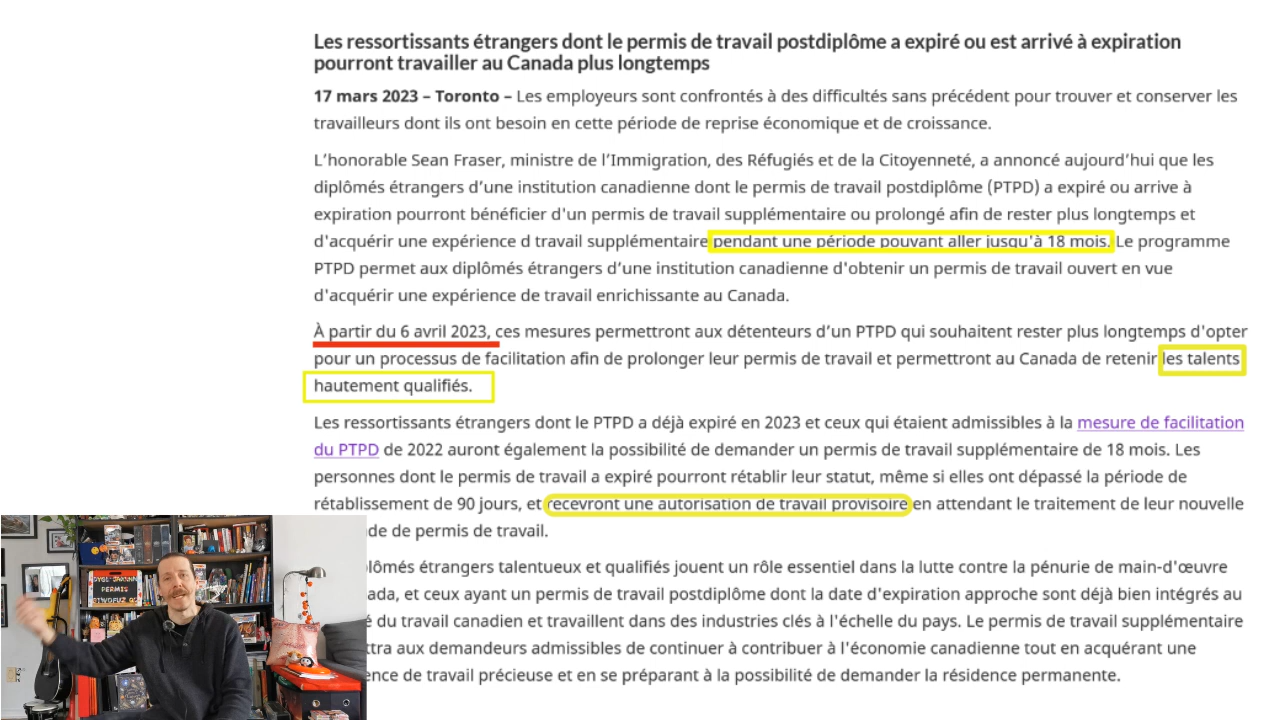 Les ressortissants étrangers dont le permis de travail postdiplôme a expiré ou est arrivé à expiration
pourront travailler au Canada plus longtemps
17 mars 2023 – Toronto – Les employeurs sont confrontés à des difficultés sans précédent pour trouver et conserver les
travailleurs dont ils ont besoin en cette période de reprise économique et de croissance.
L’honorable Sean Fraser, ministre de l’Immigration, des Réfugiés et de la Citoyenneté, a annoncé aujourd’hui que les
diplômés étrangers d’une institution canadienne dont le permis de travail postdiplôme (PTPD) a expiré ou arrive à
expiration pourront bénéficier d'un permis de travail supplémentaire ou prolongé afin de rester plus longtemps et
d'acquérir une expérience d travail supplémentaire pendant une période pouvant aller jusqu'à 18 mois. Le programme
PTPD permet aux diplômés étrangers d’une institution canadienne d'obtenir un permis de travail ouvert en vue
d'acquérir une expérience de travail enrichissante au Canada.
À partir du 6 avril 2023, ces mesures permettront aux détenteurs d’un PTPD qui souhaitent rester plus longtemps d'opter
pour un processus de facilitation afin de prolonger leur permis de travail et permettront au Canada de retenir les talents
hautement qualifiés.
Les ressortissants étrangers dont le PTPD a déjà expiré en 2023 et ceux qui étaient admissibles à la mesure de facilitation
du PTPD de 2022 auront également la possibilité de demander un permis de travail supplémentaire de 18 mois. Les
personnes dont le permis de travail a expiré pourront rétablir leur statut, même si elles ont dépassé la période de
rétablissement de 90 jours, et recevront une autorisation de travail provisoire en attendant le traitement de leur nouvelle
de de permis de travail.
lômés étrangers talentueux et qualifiés jouent un rôle essentiel dans la lutte contre la pénurie de main-d'œuvre
ada, et ceux ayant un permis de travail postdiplôme dont la date d'expiration approche sont déjà bien intégrés au
é du travail canadien et travaillent dans des industries clés à l'échelle du pays. Le permis de travail supplémentaire
ttra aux demandeurs admissibles de continuer à contribuer à l'économie canadienne tout en acquérant une
ence de travail précieuse et en se préparant à la possibilité de demander la résidence permanente.
PERMIS